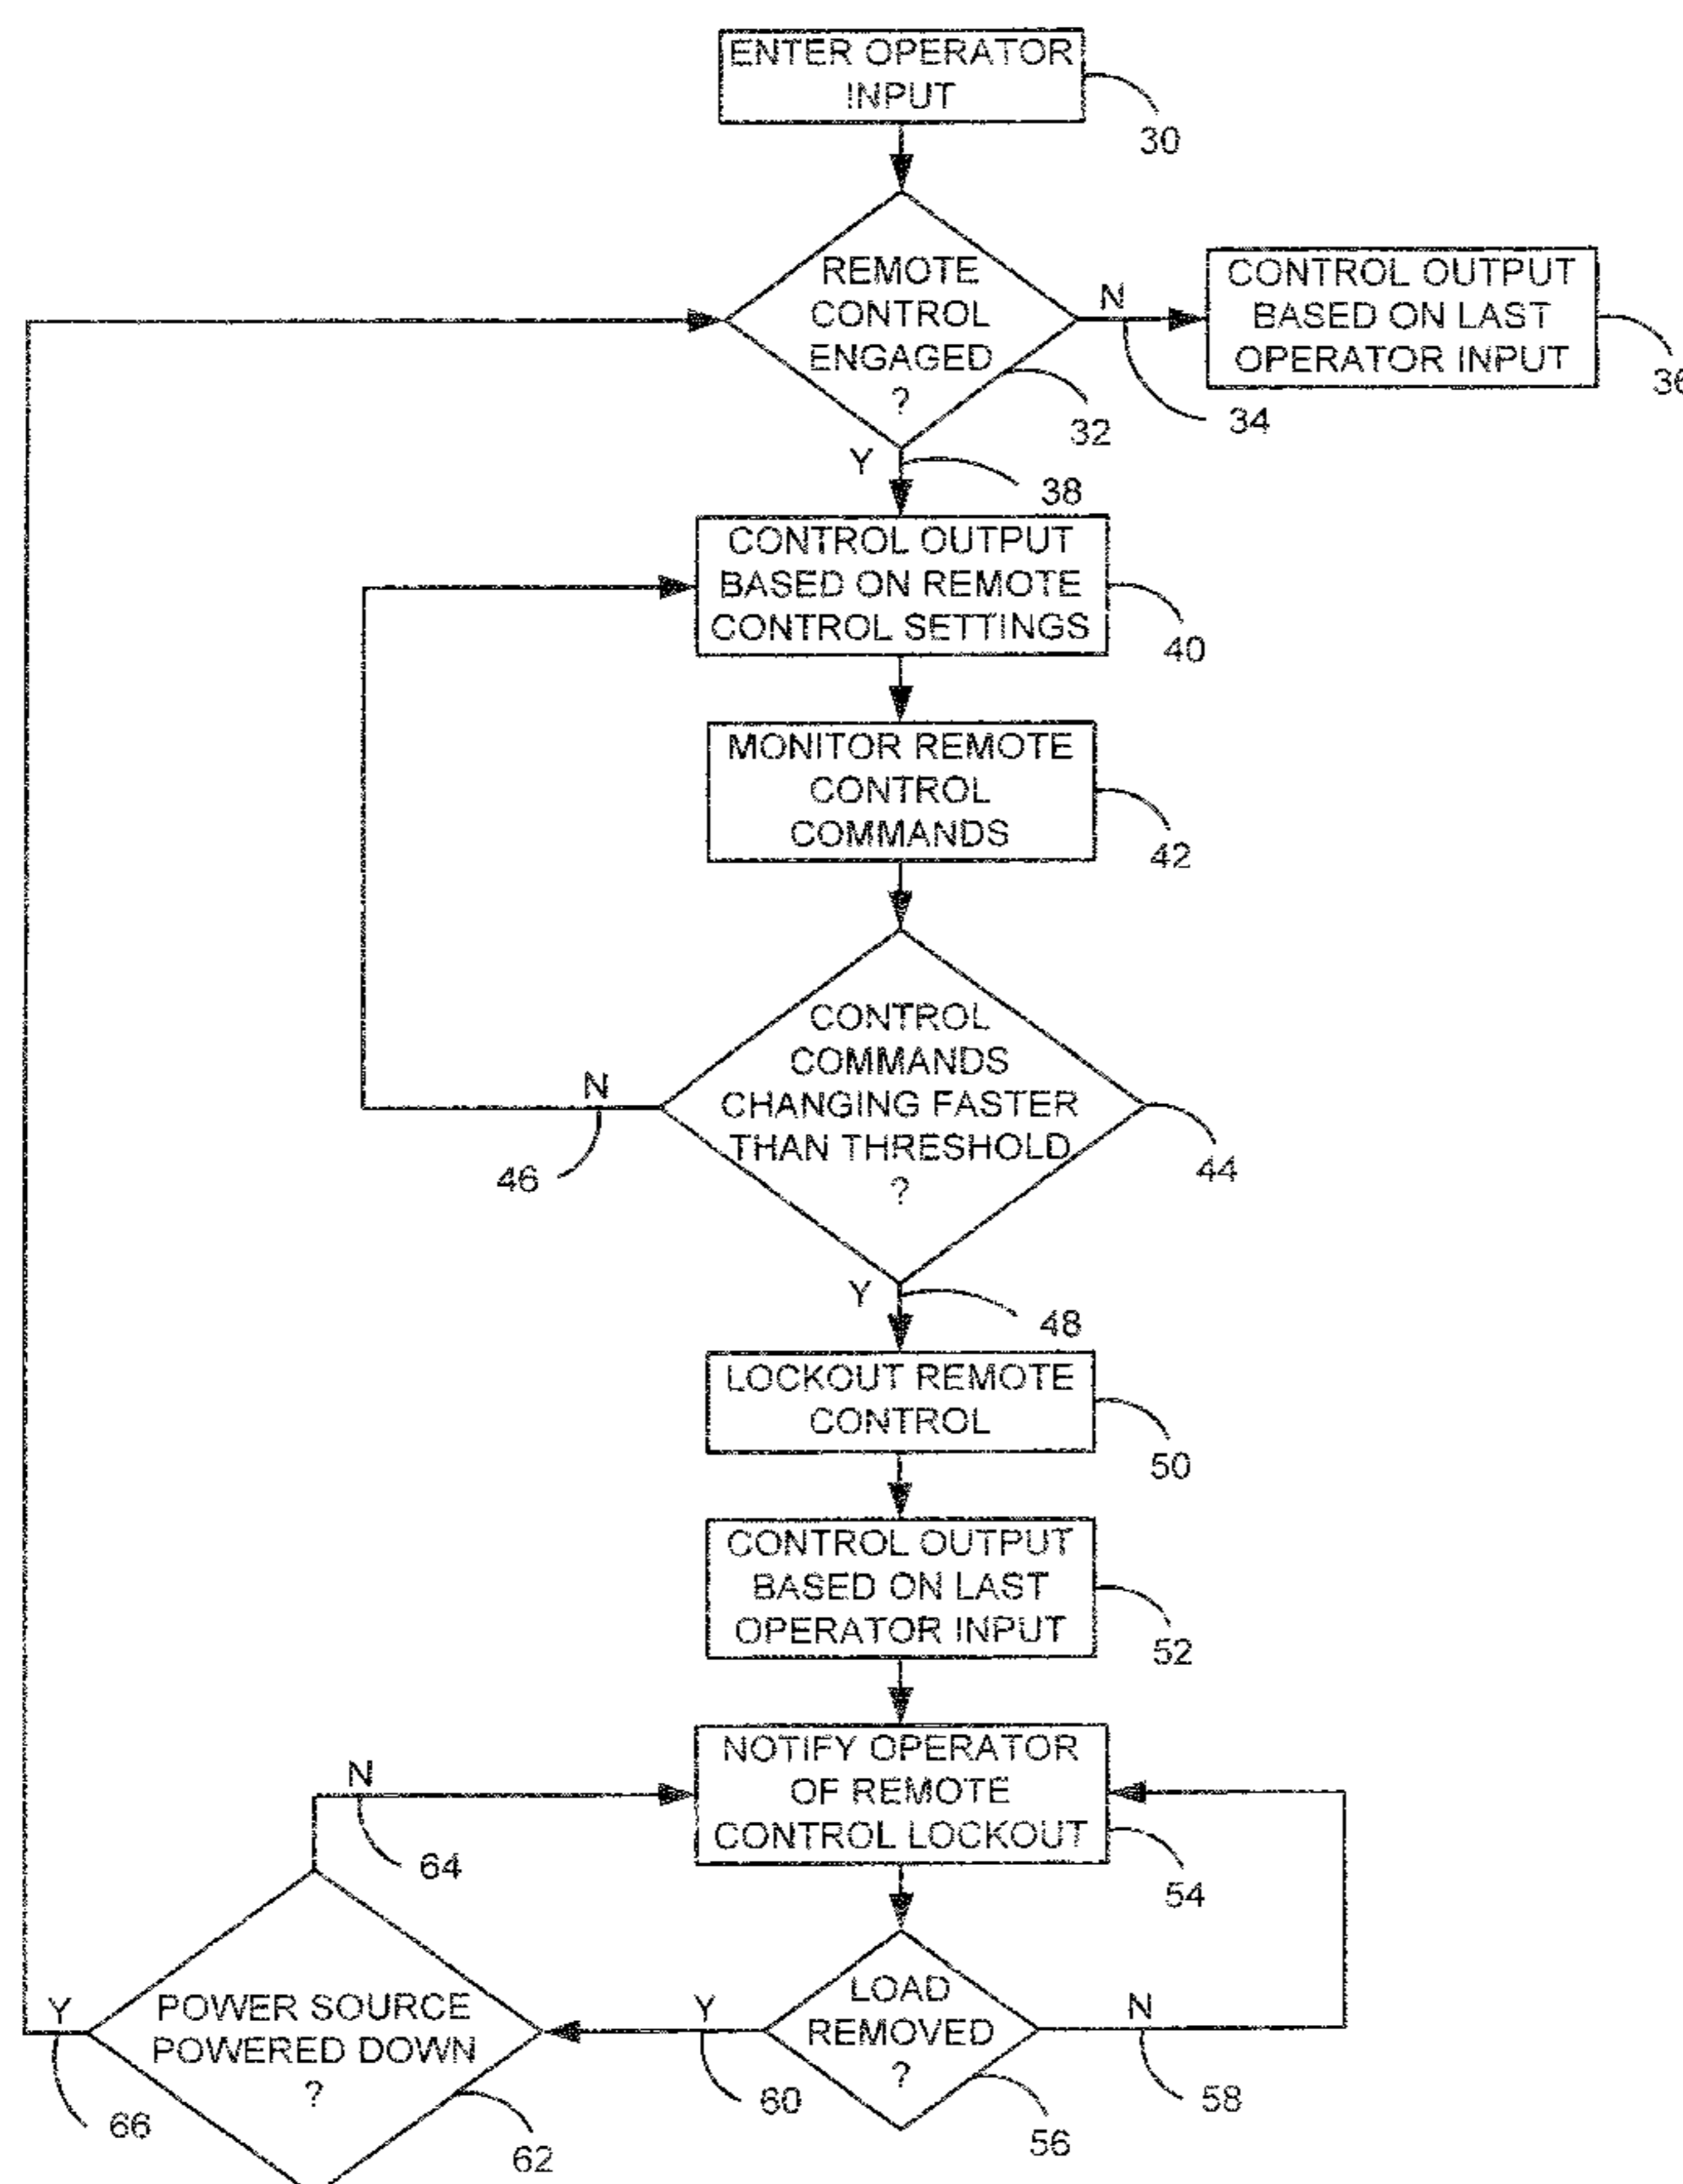 ENTER OPERATOR
INPUT
30
REMOTE
CONTROL
ENGAGED
?
32
N
34
CONTROL OUTPUT
BASED ON LAST
OPERATOR INPUT
36
Y
38
CONTROL OUTPUT
BASED ON REMOTE
CONTROL SETTINGS
40
MONITOR REMOTE
CONTROL
COMMANDS
42
CONTROL
COMMANDS
CHANGING FASTER
THAN THRESHOLD
?
44
N
46
Y
48
LOCKOUT REMOTE
CONTROL
50
CONTROL OUTPUT
BASED ON LAST
OPERATOR INPUT
52
NOTIFY OPERATOR
OF REMOTE
CONTROL LOCKOUT
54
N
64
LOAD
REMOVED
?
56
N
58
Y
60
POWER SOURCE
POWERED DOWN
?
62
Y
66